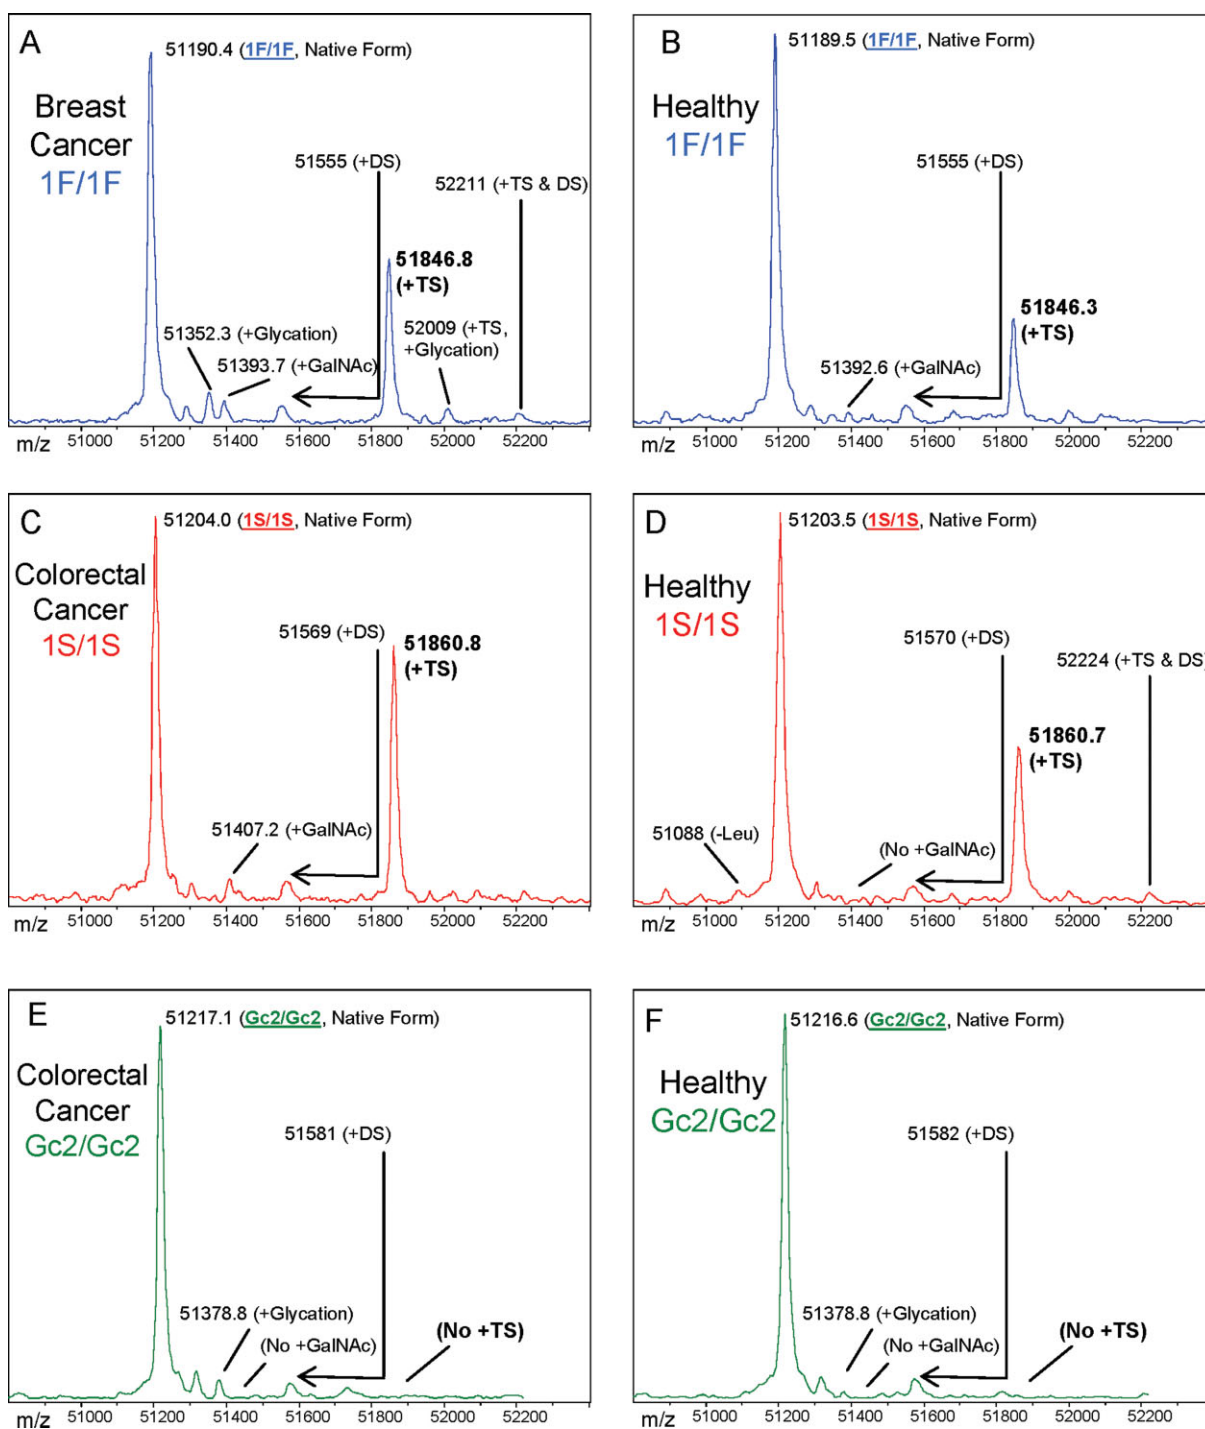 A
51190.4 (1F/1F, Native Form)
Breast
Cancer
1F/1F
51555 (+DS)
52211 (+TS & DS)
51846.8
(+TS)
51352.3 (+Glycation)
51393.7 (+GalNAc)
52009 (+TS,
+Glycation)
m/z 51000 51200 51400 51600 51800 52000 52200
B
51189.5 (1F/1F, Native Form)
Healthy
1F/1F
51555 (+DS)
51846.3
(+TS)
51392.6 (+GalNAc)
m/z 51000 51200 51400 51600 51800 52000 52200
C
51204.0 (1S/1S, Native Form)
Colorectal
Cancer
1S/1S
51569 (+DS)
51860.8
(+TS)
51407.2 (+GalNAc)
m/z 51000 51200 51400 51600 51800 52000 52200
D
51203.5 (1S/1S, Native Form)
Healthy
1S/1S
51570 (+DS)
52224 (+TS & DS)
51860.7
(+TS)
51088 (-Leu)
(No +GalNAc)
m/z 51000 51200 51400 51600 51800 52000 52200
E
51217.1 (Gc2/Gc2, Native Form)
Colorectal
Cancer
Gc2/Gc2
51581 (+DS)
51378.8 (+Glycation)
(No +GalNAc)
(No +TS)
m/z 51000 51200 51400 51600 51800 52000 52200
F
51216.6 (Gc2/Gc2, Native Form)
Healthy
Gc2/Gc2
51582 (+DS)
51378.8 (+Glycation)
(No +GalNAc)
(No +TS)
m/z 51000 51200 51400 51600 51800 52000 52200